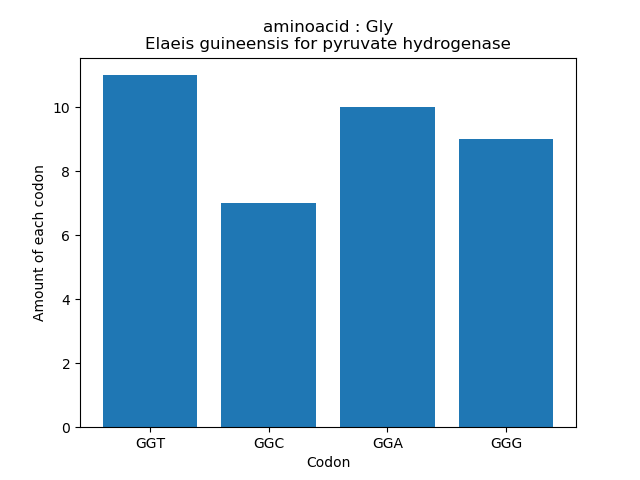 aminoacid : Gly
Elaeis guineensis for pyruvate hydrogenase
Amount of each codon
10
8
6
4
2
0
GGT GGC GGA GGG
Codon